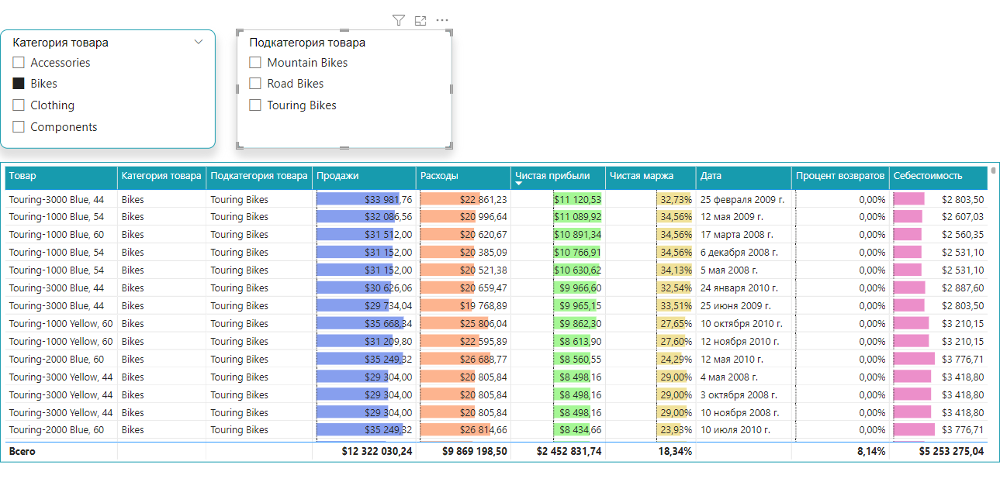 Категория товара
Accessories
Bikes
Clothing
Components
Подкатегория товара
Mountain Bikes
Road Bikes
Touring Bikes
Товар Категория товара Подкатегория товара Продажи Расходы Чистая прибыли Чистая маржа Дата Процент возвратов Себестоимость
Touring-3000 Blue, 44 Bikes Touring Bikes $33 981,76 $22 861,23 $11 120,53 32,73% 25 февраля 2009 г. 0,00% $2 803,50
Touring-1000 Blue, 54 Bikes Touring Bikes $32 086,56 $20 996,64 $11 089,92 34,56% 12 мая 2009 г. 0,00% $2 607,03
Touring-1000 Blue, 60 Bikes Touring Bikes $31 512,00 $20 620,67 $10 891,34 34,56% 17 марта 2008 г. 0,00% $2 560,35
Touring-1000 Blue, 54 Bikes Touring Bikes $31 152,00 $20 385,09 $10 766,91 34,56% 6 декабря 2008 г. 0,00% $2 531,10
Touring-1000 Blue, 54 Bikes Touring Bikes $31 152,00 $20 521,38 $10 630,62 34,13% 5 мая 2008 г. 0,00% $2 531,10
Touring-3000 Blue, 44 Bikes Touring Bikes $30 626,06 $20 659,47 $9 966,60 32,54% 24 января 2010 г. 0,00% $2 887,60
Touring-3000 Blue, 44 Bikes Touring Bikes $29 734,04 $19 768,89 $9 965,15 33,51% 25 июня 2009 г. 0,00% $2 803,50
Touring-1000 Yellow, 60 Bikes Touring Bikes $35 668,34 $25 806,04 $9 862,30 27,65% 10 октября 2010 г. 0,00% $3 210,15
Touring-1000 Yellow, 60 Bikes Touring Bikes $31 209,80 $22 595,89 $8 613,90 27,60% 12 ноября 2010 г. 0,00% $3 210,15
Touring-2000 Blue, 60 Bikes Touring Bikes $35 249,32 $26 688,77 $8 560,55 24,29% 12 мая 2010 г. 0,00% $3 776,71
Touring-3000 Yellow, 44 Bikes Touring Bikes $29 304,00 $20 805,84 $8 498,16 29,00% 4 мая 2008 г. 0,00% $3 418,80
Touring-3000 Yellow, 44 Bikes Touring Bikes $29 304,00 $20 805,84 $8 498,16 29,00% 3 октября 2008 г. 0,00% $3 418,80
Touring-3000 Yellow, 44 Bikes Touring Bikes $29 304,00 $20 805,84 $8 498,16 29,00% 10 ноября 2008 г. 0,00% $3 418,80
Touring-2000 Blue, 60 Bikes Touring Bikes $35 249,32 $26 814,66 $8 434,66 23,93% 10 июля 2010 г. 0,00% $3 776,71
Всего $12 322 030,24 $9 869 198,50 $2 452 831,74 18,34% 8,14% $5 253 275,04